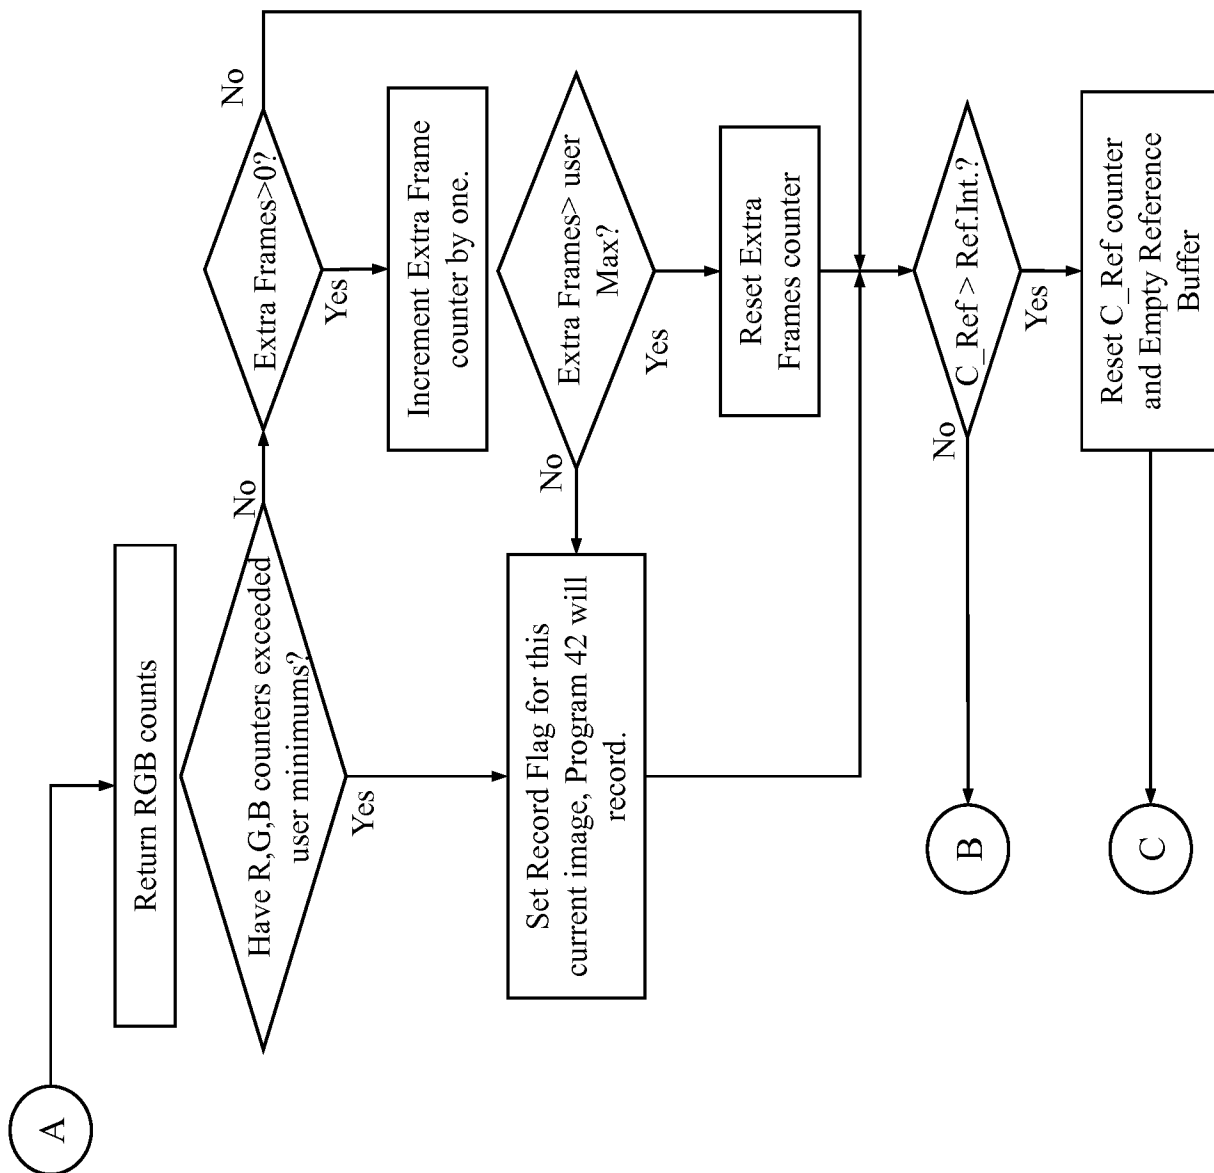 A
Return RGB counts
Have R,G,B counters exceeded
user minimums?
No
Yes
Extra Frames>0?
No
Yes
Increment Extra Frame
counter by one.
Extra Frames> user
Max?
No
Yes
Set Record Flag for this
current image, Program 42 will
record.
Reset Extra
Frames counter
C_Ref > Ref.Int.?
No
Yes
B
Reset C_Ref counter
and Empty Reference
Buffer
C